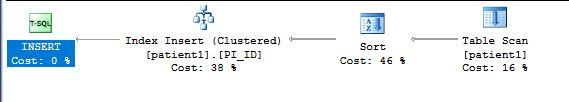 T-SQL
INSERT
Cost: 0 %
Index Insert (Clustered)
[patient1].[PI_ID]
Cost: 38 %
Sort
Cost: 46 %
Table Scan
[patient1]
Cost: 16 %